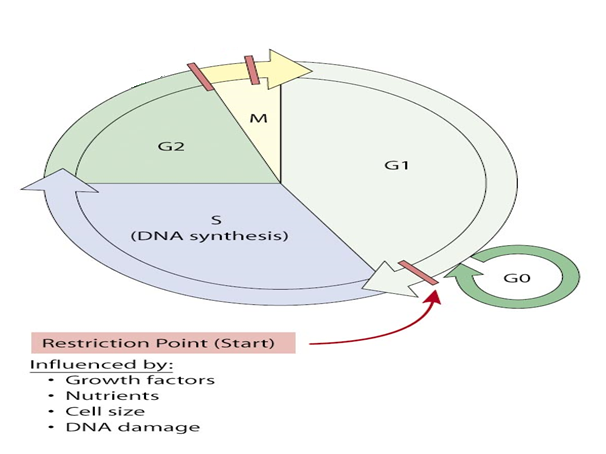 M
G2
G1
S
(DNA synthesis)
G0
Restriction Point (Start)
Influenced by:
• Growth factors
• Nutrients
• Cell size
• DNA damage